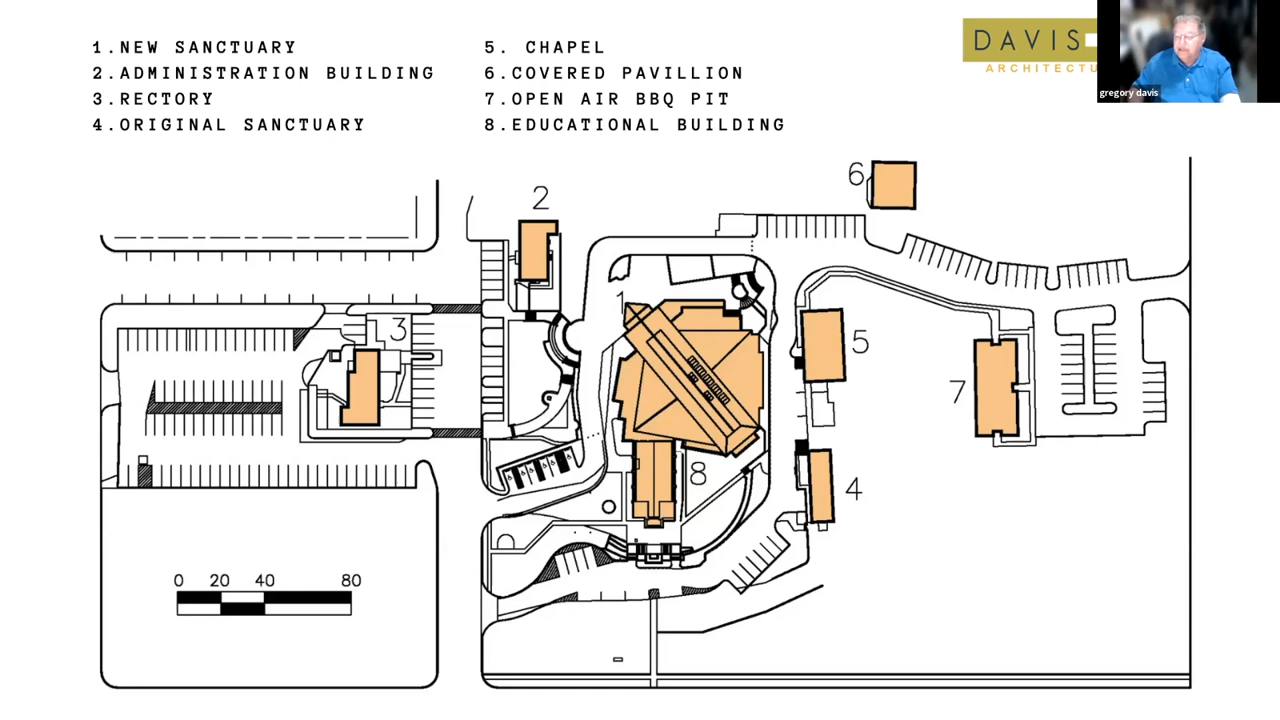 1.NEW SANCTUARY
2.ADMINISTRATION BUILDING
3.RECTORY
4.ORIGINAL SANCTUARY
5. CHAPEL
6.COVERED PAVILLION
7.OPEN AIR BBQ PIT
8.EDUCATIONAL BUILDING
DAVIS
ARCHITECTU
gregory davis
6
2
1
3
5
7
8
4
0 20 40 80